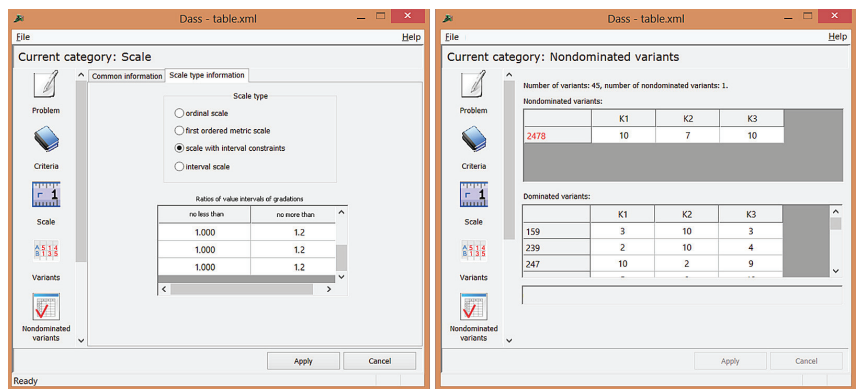 Dass - table.xml
File Help
Current category: Scale
Problem
Criteria
Scale
Variants
Nondominated
variants
Common information Scale type information
Scale type
ordinal scale
first ordered metric scale
scale with interval constraints
interval scale
Ratios of value intervals of gradations
no less than no more than
1.000 1.2
1.000 1.2
1.000 1.2
Apply Cancel
Ready
Dass - table.xml
File Help
Current category: Nondominated variants
Problem
Criteria
Scale
Variants
Nondominated
variants
Number of variants: 45, number of nondominated variants: 1.
Nondominated variants:
K1 K2 K3
2478 10 7 10
Dominated variants:
K1 K2 K3
159 3 10 3
239 2 10 4
247 10 2 9
Apply Cancel